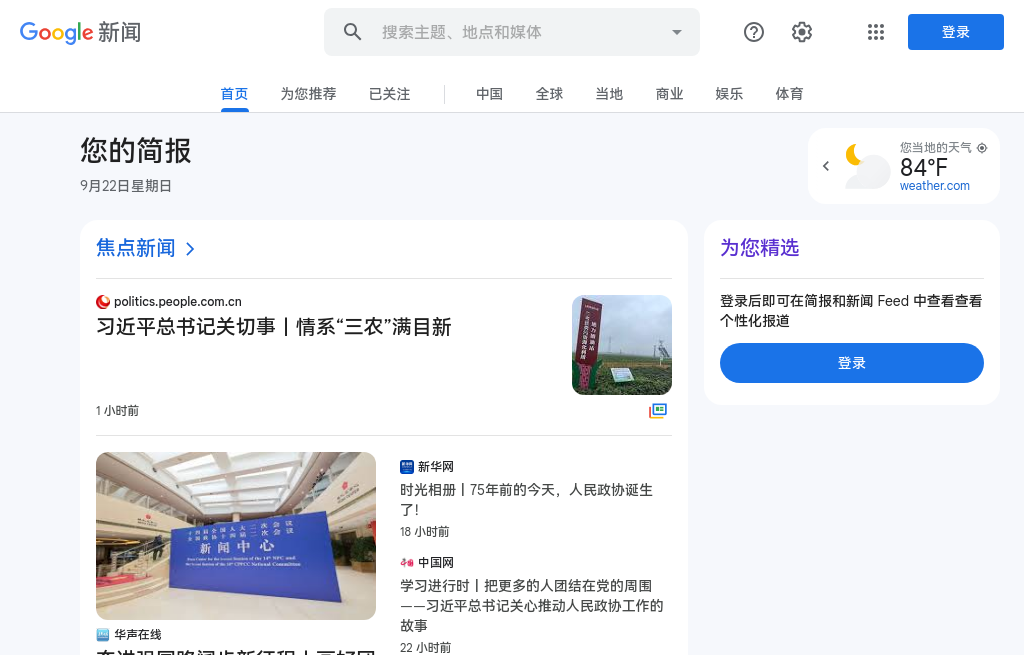 Google 新闻
搜索主题、地点和媒体
登录
首页
为您推荐
已关注
中国
全球
当地
商业
娱乐
体育
您的简报
9月22日星期日
您当地的天气
84°F
weather.com
焦点新闻
为您精选
politics.people.com.cn
习近平总书记关切事丨情系“三农”满目新
1 小时前
登录后即可在简报和新闻 Feed 中查看查看
个性化报道
登录
新闻中心
新华网
时光相册丨75年前的今天，人民政协诞生
了！
18 小时前
中国网
学习进行时丨把更多的人团结在党的周围
——习近平总书记关心推动人民政协工作的
故事
22 小时前
华声在线